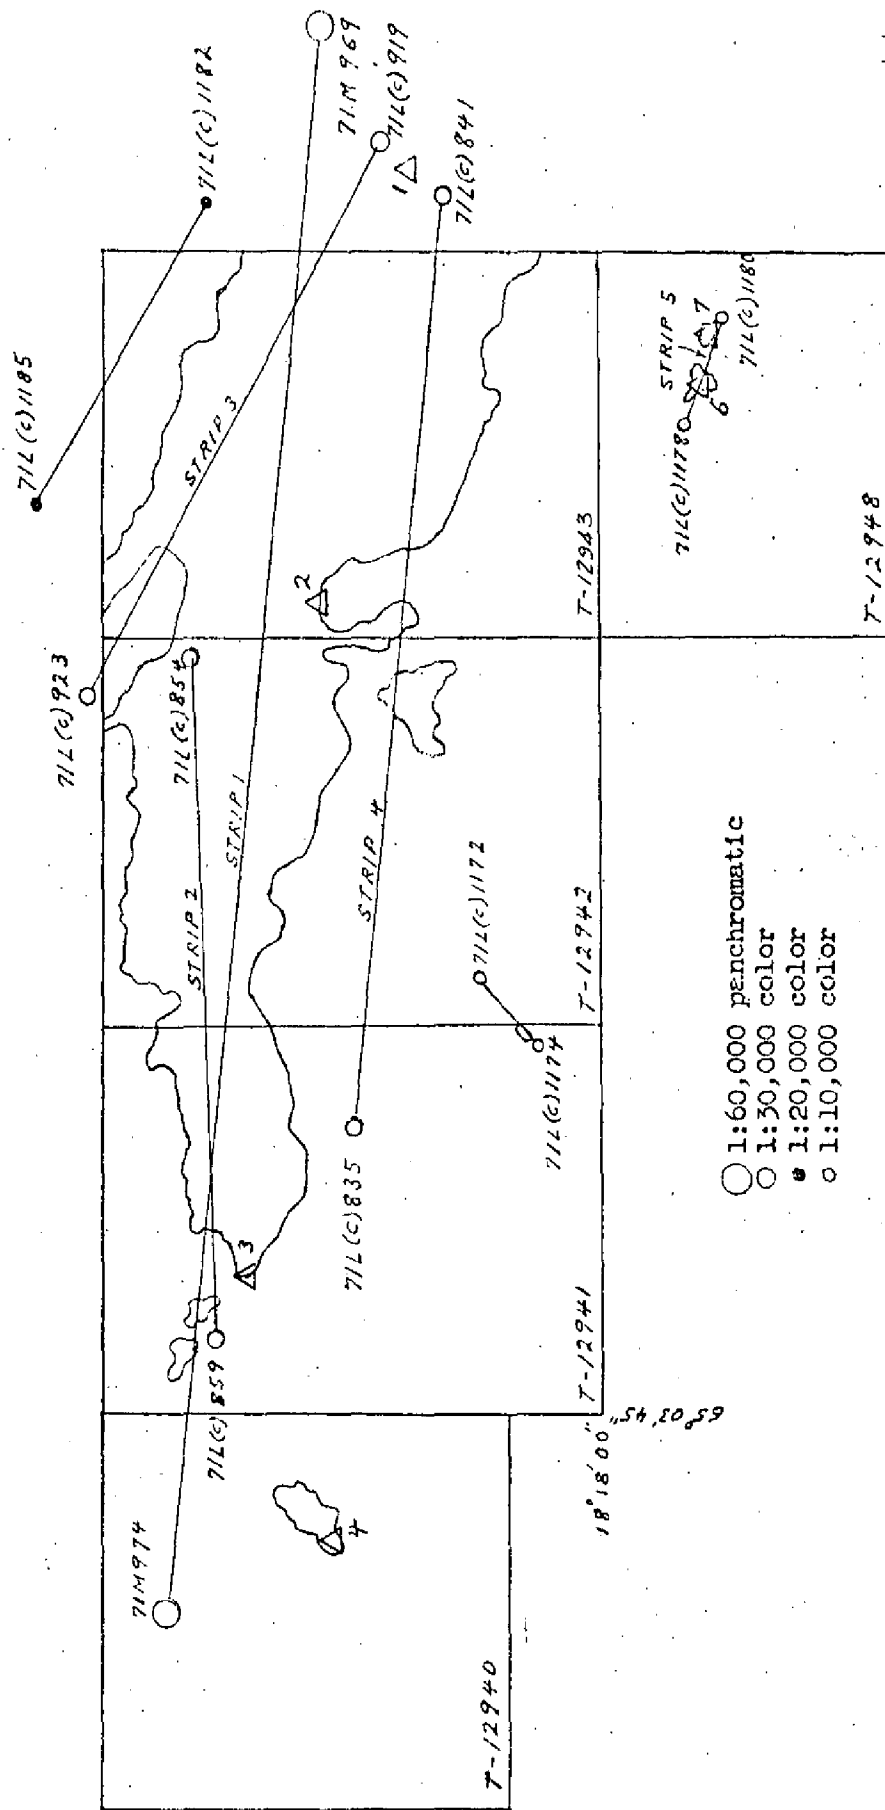 71L(c)1182
71L(c)1185
71M 969
71L(c)919
1
71L(c)841
STRIP 3
71L(c)923
71L(c)854
STRIP 1
STRIP 2
2
STRIP 4
71M974
71L(c)859
3
71L(c)835
4
71L(c)1172
71L(c)1174
STRIP 5
71L(c)1178
6
7
71L(c)1180
T-12940
T-12941
T-12942
T-12943
T-12948
18°18'00"
65°03'45"
1:60,000 panchromatic
1:30,000 color
1:20,000 color
1:10,000 color